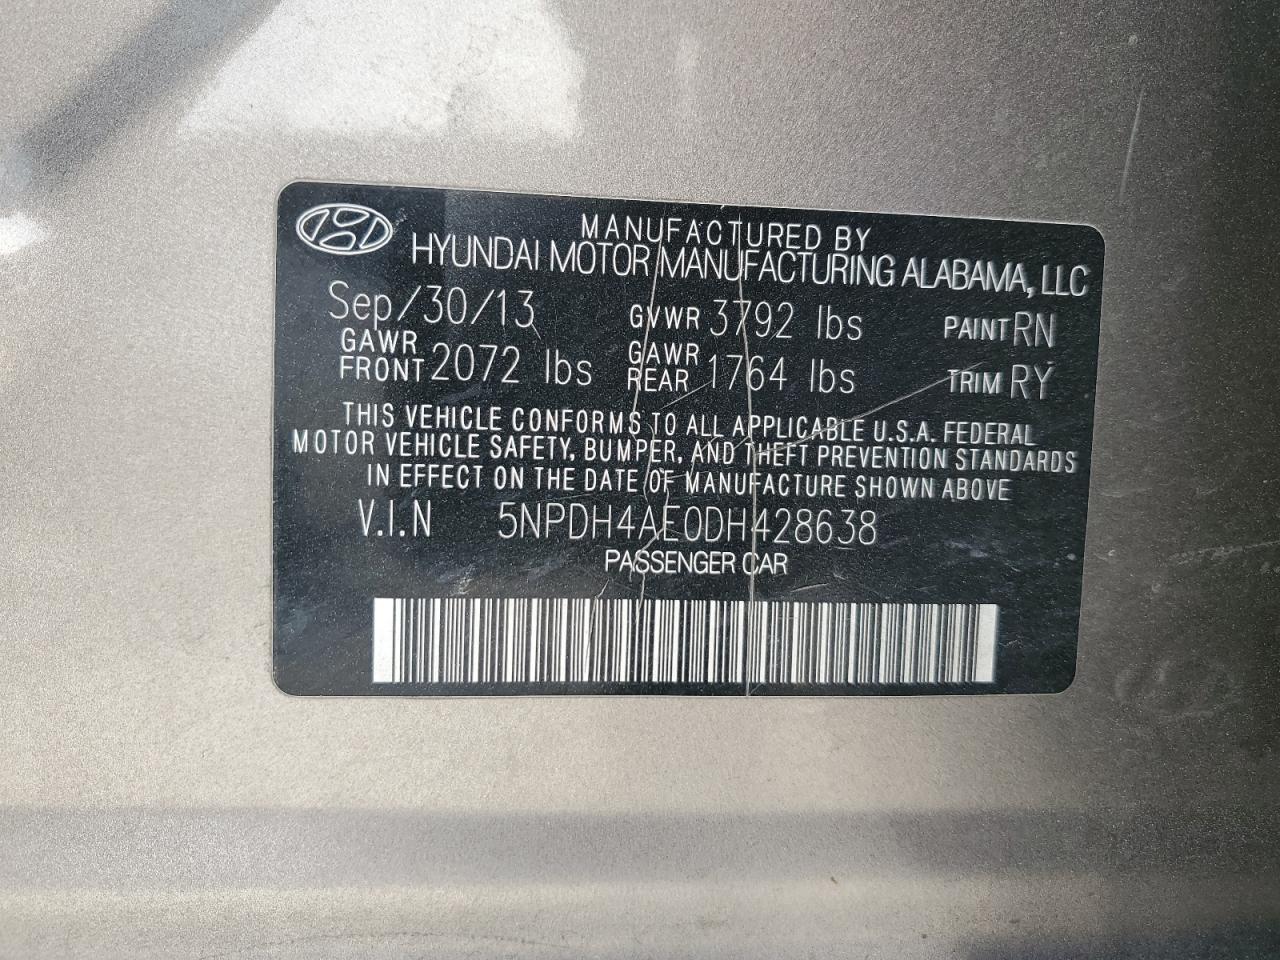 MANUFACTURED BY
HYUNDAI MOTOR MANUFACTURING ALABAMA, LLC
Sep/30/13 GVWR 3792 lbs PAINT RN
GAWR FRONT 2072 lbs GAWR REAR 1764 lbs TRIM RY
THIS VEHICLE CONFORMS TO ALL APPLICABLE U.S.A. FEDERAL
MOTOR VEHICLE SAFETY, BUMPER, AND THEFT PREVENTION STANDARDS
IN EFFECT ON THE DATE OF MANUFACTURE SHOWN ABOVE
V.I.N 5NPDH4AE0DH428638
PASSENGER CAR